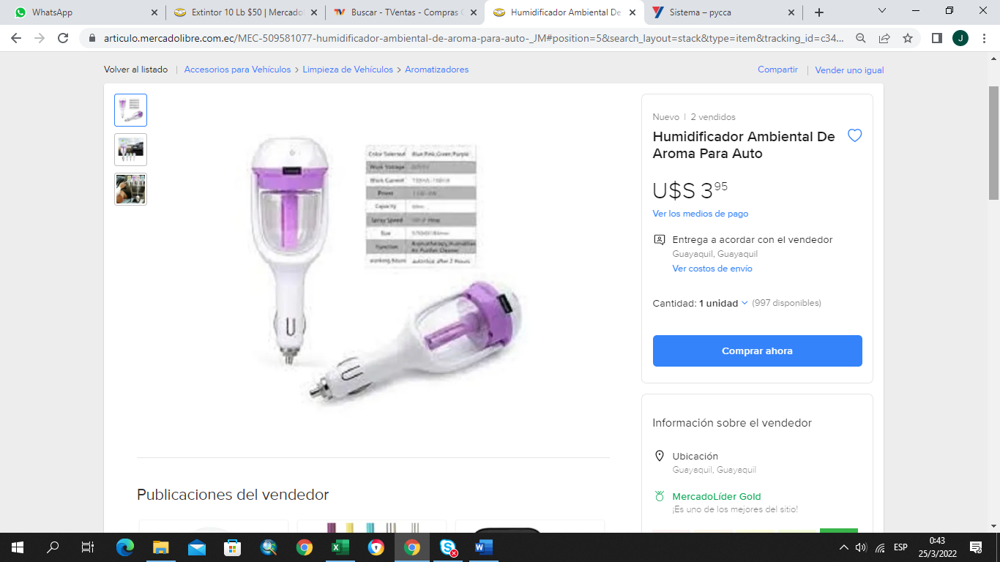 WhatsApp
Extintor 10 Lb $50 | Mercado
Buscar - TVentas - Compras
Humidificador Ambiental De
Sistema – pycca
articulo.mercadolibre.com.ec/MEC-509581077-humidificador-ambiental-de-aroma-para-auto-_JM#position=5&search_layout=stack&type=item&tracking_id=c34...
J
Volver al listado | Accesorios para Vehículos > Limpieza de Vehículos > Aromatizadores
Compartir | Vender uno igual
Nuevo | 2 vendidos
Humidificador Ambiental De
Aroma Para Auto
U$S 3 95
Ver los medios de pago
Entrega a acordar con el vendedor
Guayaquil, Guayaquil
Ver costos de envío
Cantidad: 1 unidad (997 disponibles)
Comprar ahora
Color Selected Blue,Pink,Green,Purple
Work Voltage
Work Current
Power
Capacity
Spray Speed
Size
Function Aromatherapy,Humidifier
Air Purifier Cleaner
working hours autostop after 2 Hours
Información sobre el vendedor
Ubicación
Guayaquil, Guayaquil
MercadoLíder Gold
¡Es uno de los mejores del sitio!
Publicaciones del vendedor
ESP
0:43
25/3/2022